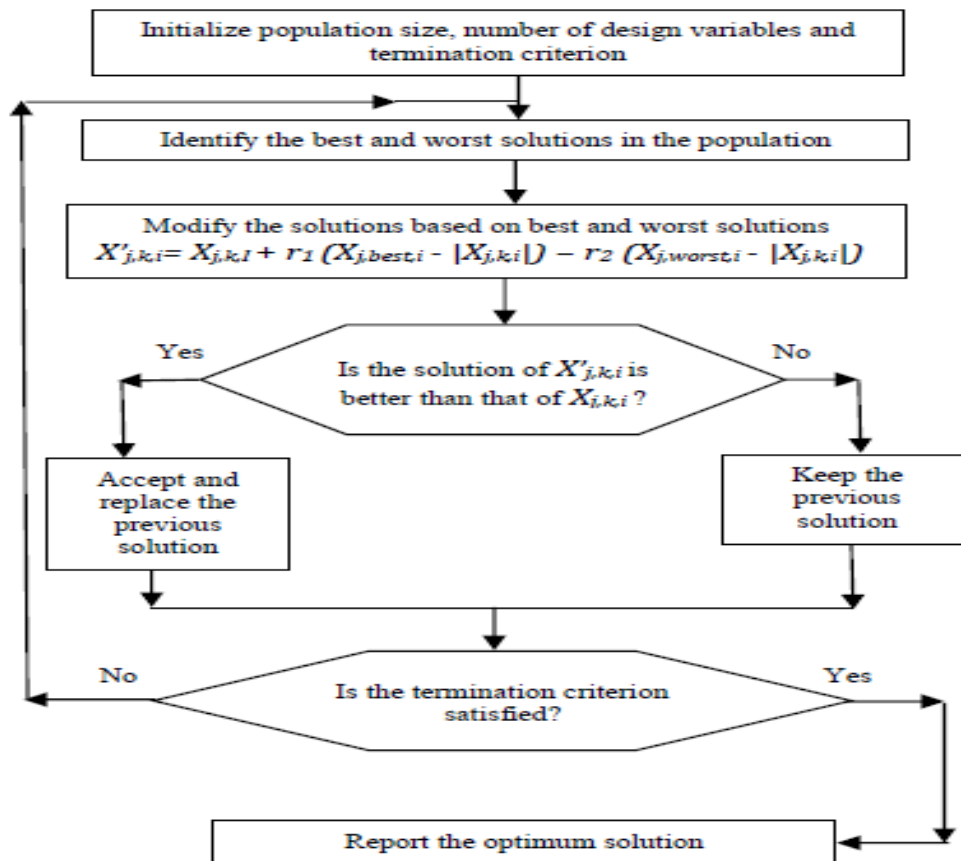 Initialize population size, number of design variables and
termination criterion
Identify the best and worst solutions in the population
Modify the solutions based on best and worst solutions
X'j,k,i= Xj,k,I + r1 (Xj,best,i - |Xj,k,i|) – r2 (Xj,worst,i - |Xj,k,i|)
Yes
No
Is the solution of X'j,k,i is
better than that of Xj,k,i ?
Accept and
replace the
previous
solution
Keep the
previous
solution
No
Yes
Is the termination criterion
satisfied?
Report the optimum solution